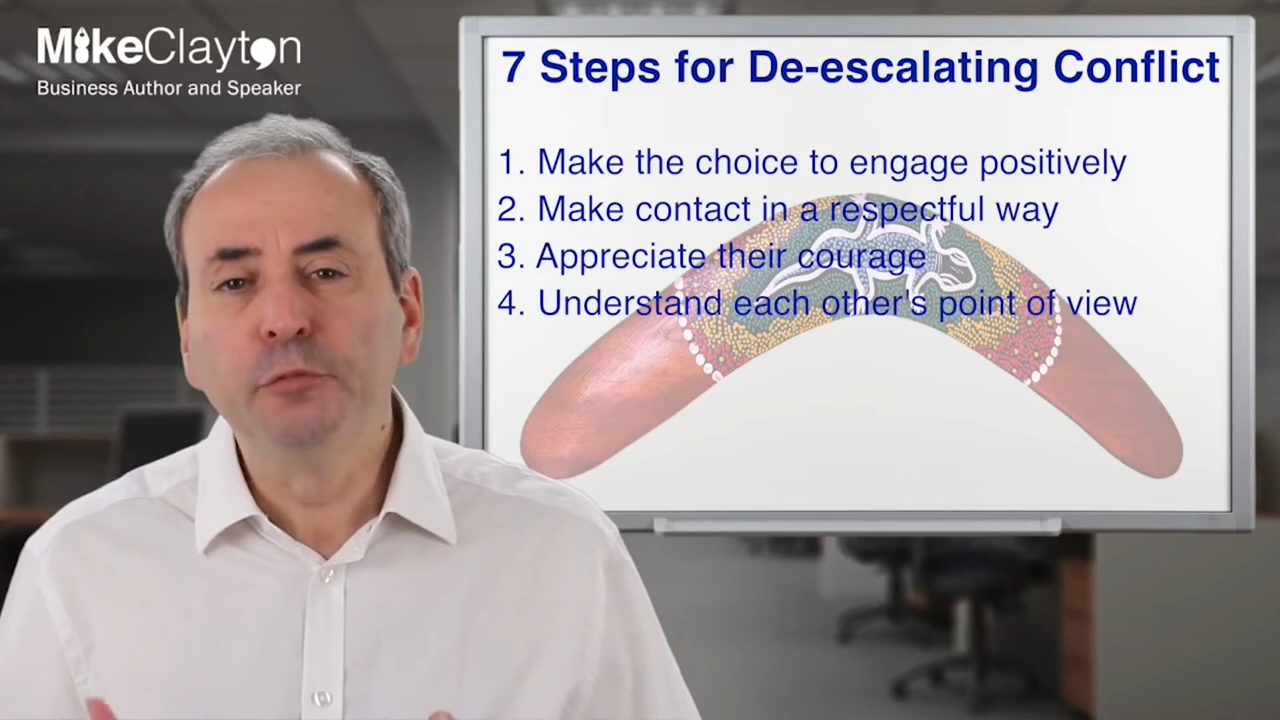 MikeClayton
Business Author and Speaker
7 Steps for De-escalating Conflict
1. Make the choice to engage positively
2. Make contact in a respectful way
3. Appreciate their courage
4. Understand each other's point of view